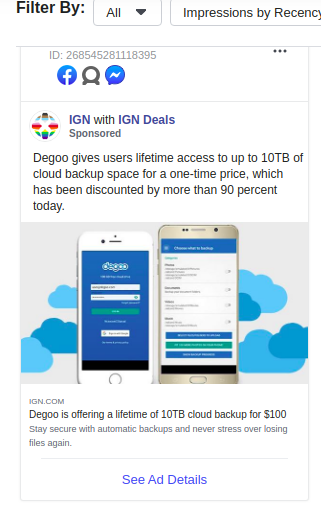 Filter By:
All
Impressions by Recency
ID: 268545281118395
IGN with IGN Deals
Sponsored
Degoo gives users lifetime access to up to 10TB of
cloud backup space for a one-time price, which
has been discounted by more than 90 percent
today.
degoo
Choose what to backup
IGN.COM
Degoo is offering a lifetime of 10TB cloud backup for $100
Stay secure with automatic backups and never stress over losing
files again.
See Ad Details